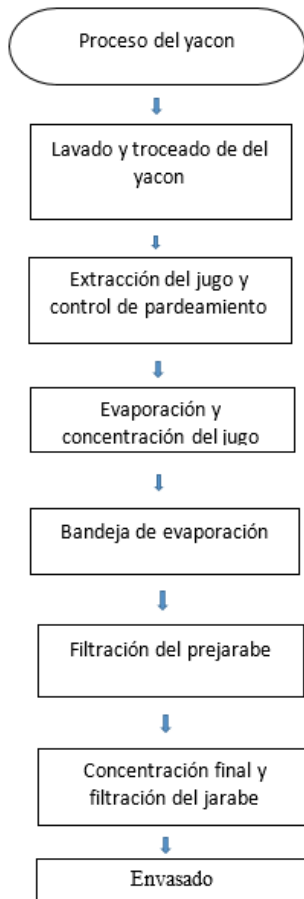 Proceso del yacon
Lavado y troceado de del
yacon
Extracción del jugo y
control de pardeamiento
Evaporación y
concentración del jugo
Bandeja de evaporación
Filtración del prejarabe
Concentración final y
filtración del jarabe
Envasado